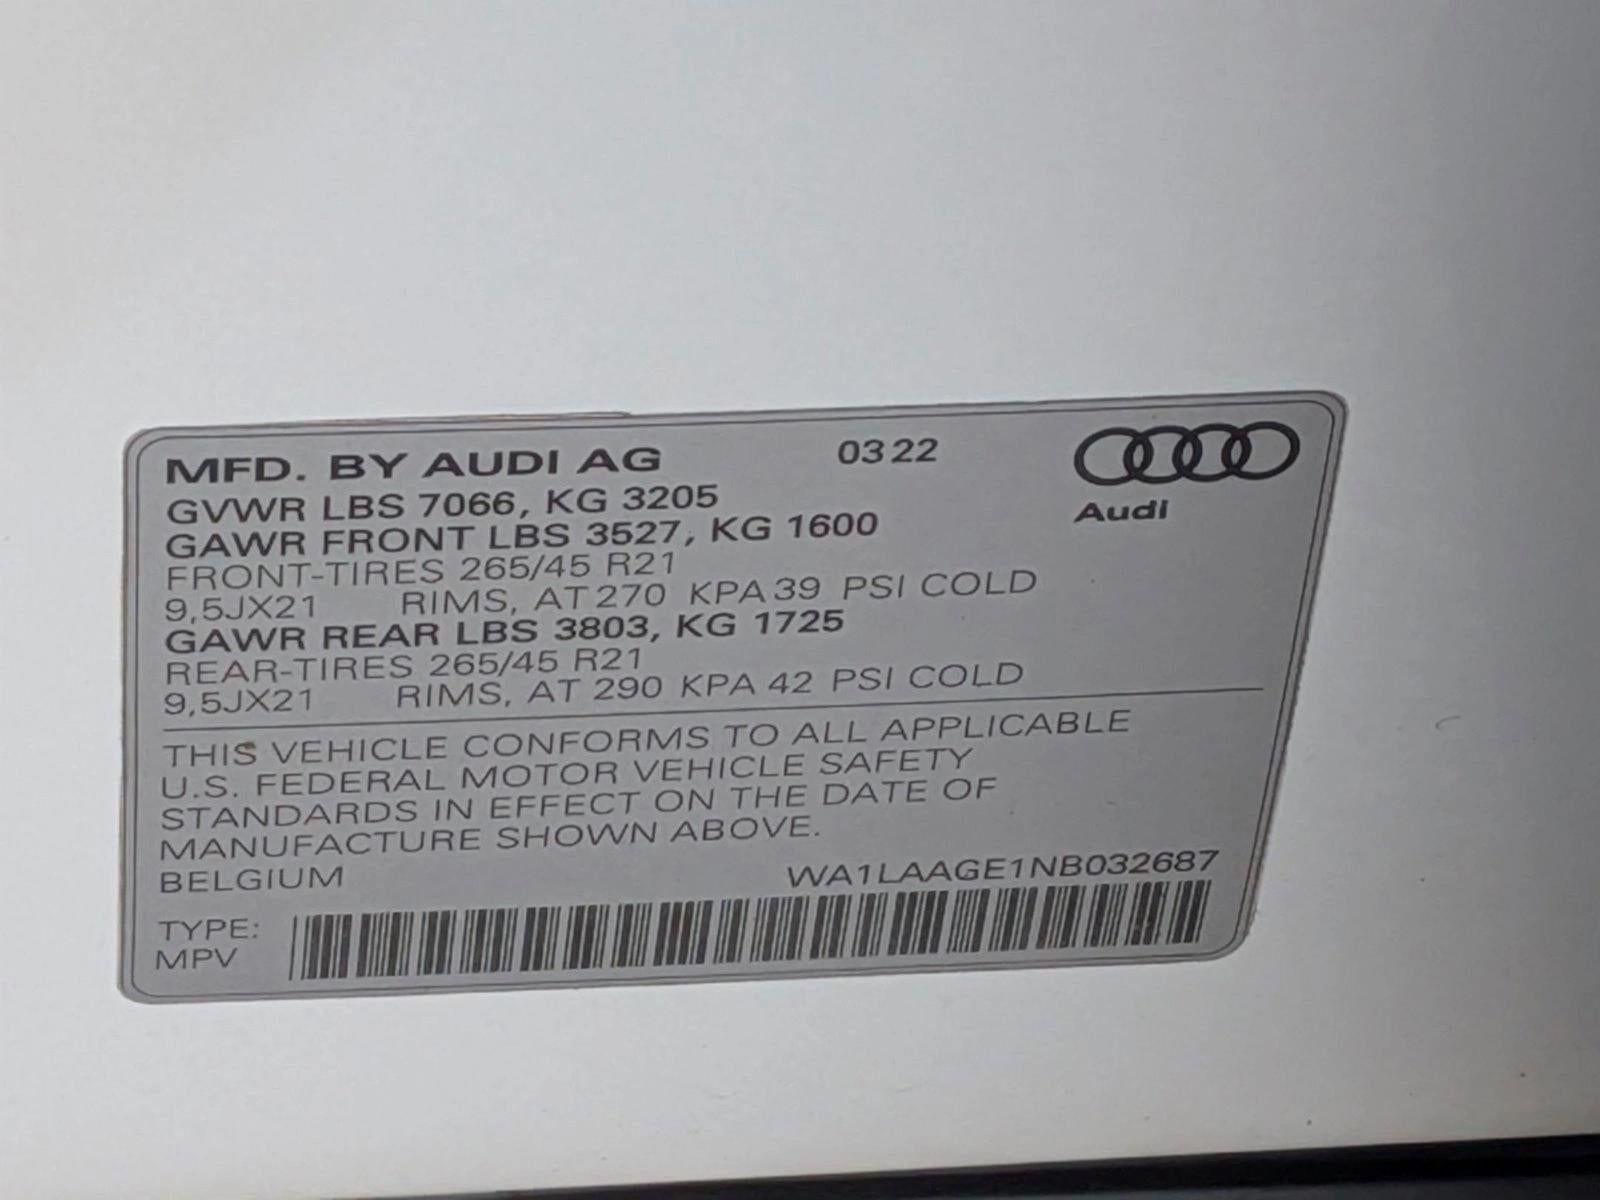 MFD. BY AUDI AG 03 22
Audi
GVWR LBS 7066, KG 3205
GAWR FRONT LBS 3527, KG 1600
FRONT-TIRES 265/45 R21
9,5JX21 RIMS, AT 270 KPA 39 PSI COLD
GAWR REAR LBS 3803, KG 1725
REAR-TIRES 265/45 R21
9,5JX21 RIMS, AT 290 KPA 42 PSI COLD
THIS VEHICLE CONFORMS TO ALL APPLICABLE
U.S. FEDERAL MOTOR VEHICLE SAFETY
STANDARDS IN EFFECT ON THE DATE OF
MANUFACTURE SHOWN ABOVE.
BELGIUM WA1LAAGE1NB032687
TYPE:
MPV